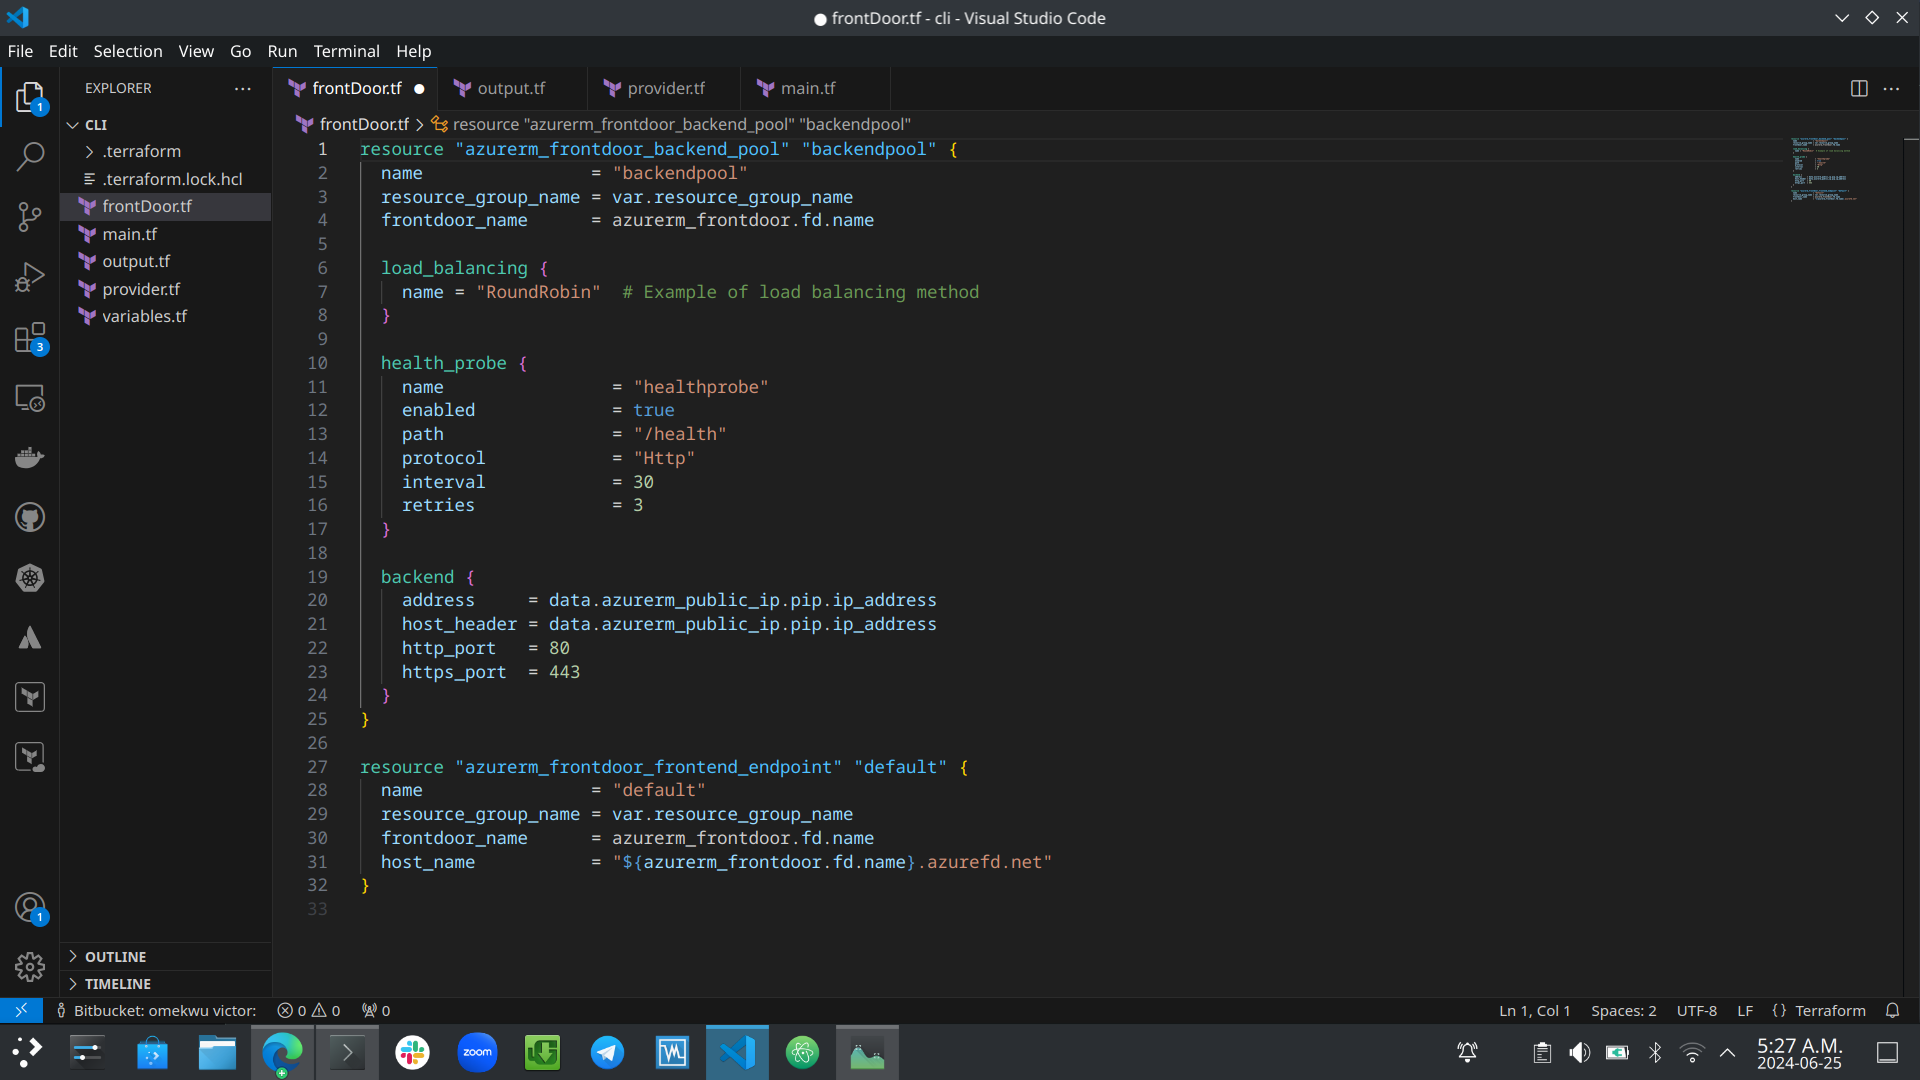 frontDoor.tf - cli - Visual Studio Code
File Edit Selection View Go Run Terminal Help
EXPLORER
frontDoor.tf output.tf provider.tf main.tf
frontDoor.tf > resource "azurerm_frontdoor_backend_pool" "backendpool"
CLI
.terraform
.terraform.lock.hcl
frontDoor.tf
main.tf
output.tf
provider.tf
variables.tf
OUTLINE
TIMELINE
1
3
1
1 resource "azurerm_frontdoor_backend_pool" "backendpool" {
2 name = "backendpool"
3 resource_group_name = var.resource_group_name
4 frontdoor_name = azurerm_frontdoor.fd.name
5
6 load_balancing {
7 name = "RoundRobin" # Example of load balancing method
8 }
9
10 health_probe {
11 name = "healthprobe"
12 enabled = true
13 path = "/health"
14 protocol = "Http"
15 interval = 30
16 retries = 3
17 }
18
19 backend {
20 address = data.azurerm_public_ip.pip.ip_address
21 host_header = data.azurerm_public_ip.pip.ip_address
22 http_port = 80
23 https_port = 443
24 }
25 }
26
27 resource "azurerm_frontdoor_frontend_endpoint" "default" {
28 name = "default"
29 resource_group_name = var.resource_group_name
30 frontdoor_name = azurerm_frontdoor.fd.name
31 host_name = "${azurerm_frontdoor.fd.name}.azurefd.net"
32 }
33
Bitbucket: omekwu victor: 0 0 0 Ln 1, Col 1 Spaces: 2 UTF-8 LF {} Terraform
zoom
5:27 A.M.
2024-06-25